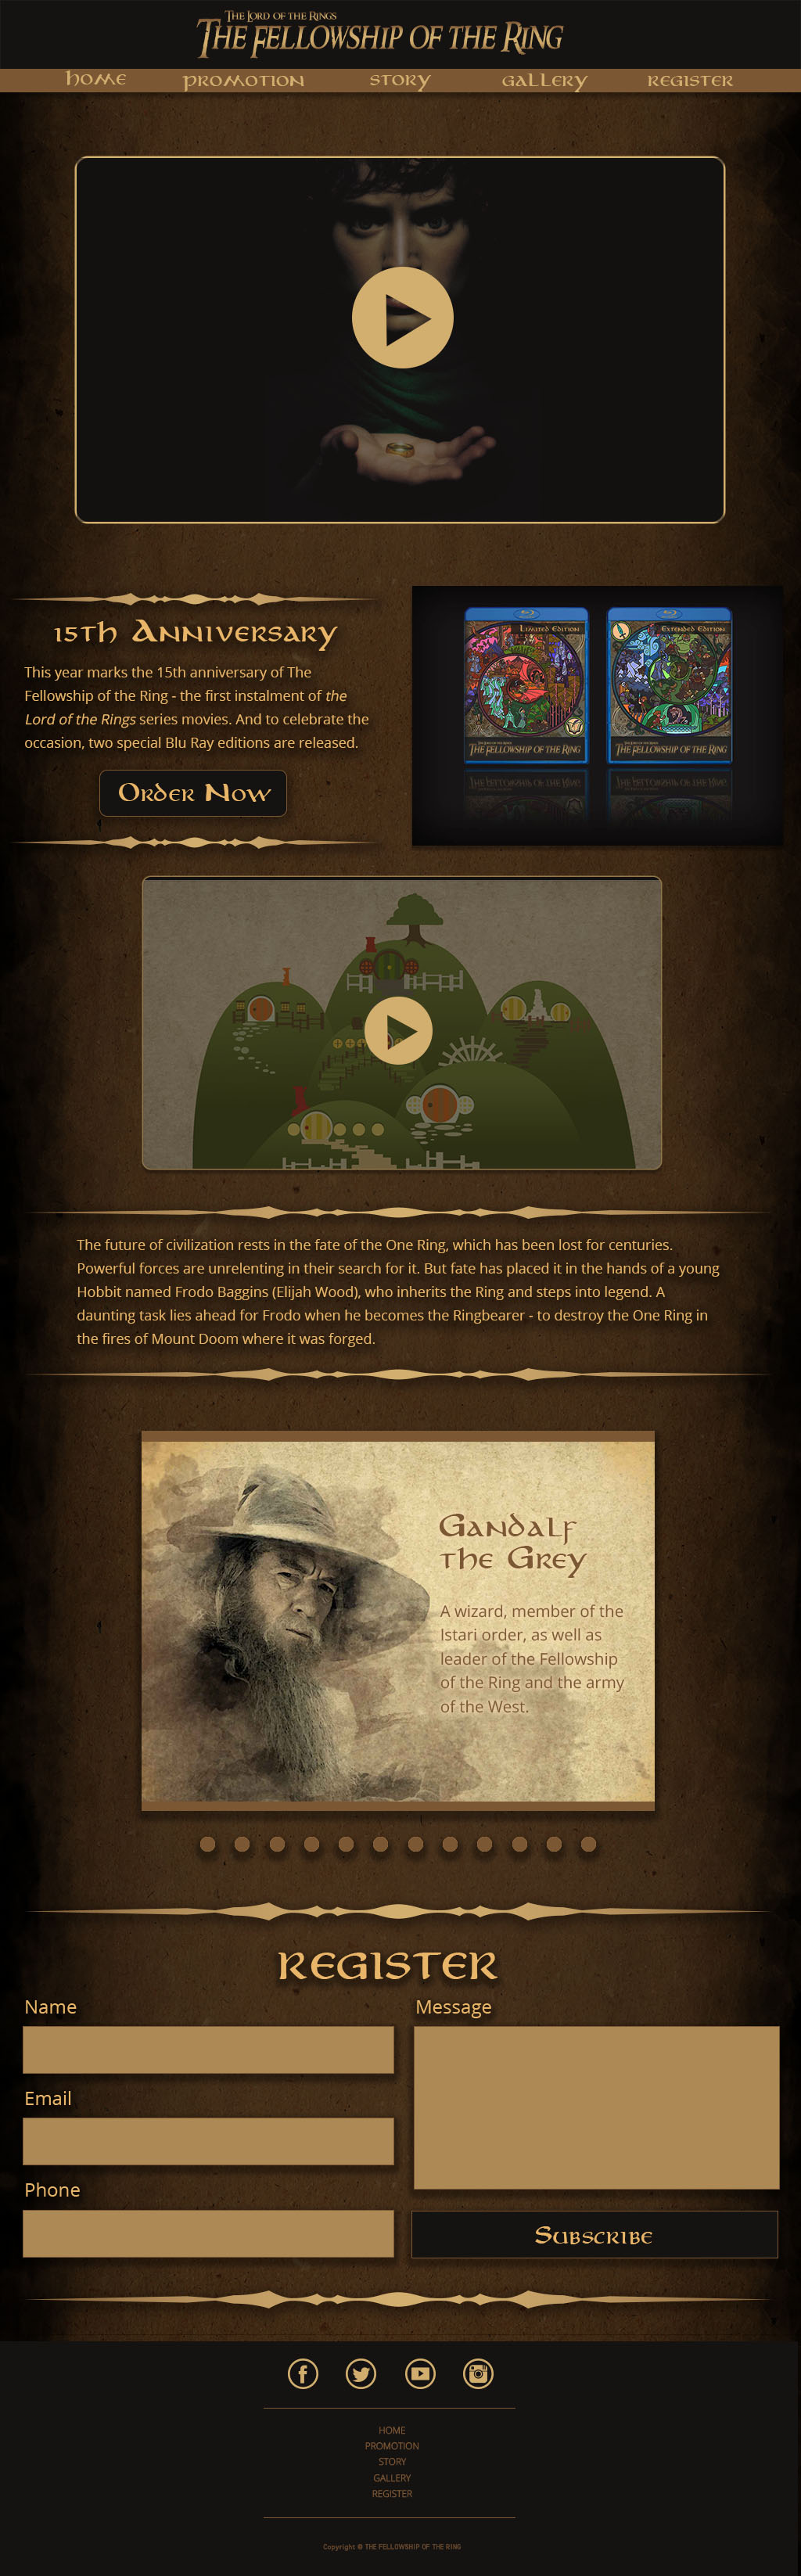 The Lord of the Rings
The Fellowship of the Ring
home
promotion
story
gallery
register
15th Anniversary
This year marks the 15th anniversary of The
Fellowship of the Ring - the first instalment of the
Lord of the Rings series movies. And to celebrate the
occasion, two special Blu Ray editions are released.
Order Now
Limited Edition
The Fellowship of the Ring
Extended Edition
The Fellowship of the Ring
The future of civilization rests in the fate of the One Ring, which has been lost for centuries.
Powerful forces are unrelenting in their search for it. But fate has placed it in the hands of a young
Hobbit named Frodo Baggins (Elijah Wood), who inherits the Ring and steps into legend. A
daunting task lies ahead for Frodo when he becomes the Ringbearer - to destroy the One Ring in
the fires of Mount Doom where it was forged.
Gandalf
the Grey
A wizard, member of the
Istari order, as well as
leader of the Fellowship
of the Ring and the army
of the West.
REGISTER
Name
Message
Email
Phone
Subscribe
HOME
PROMOTION
STORY
GALLERY
REGISTER
Copyright © THE FELLOWSHIP OF THE RING